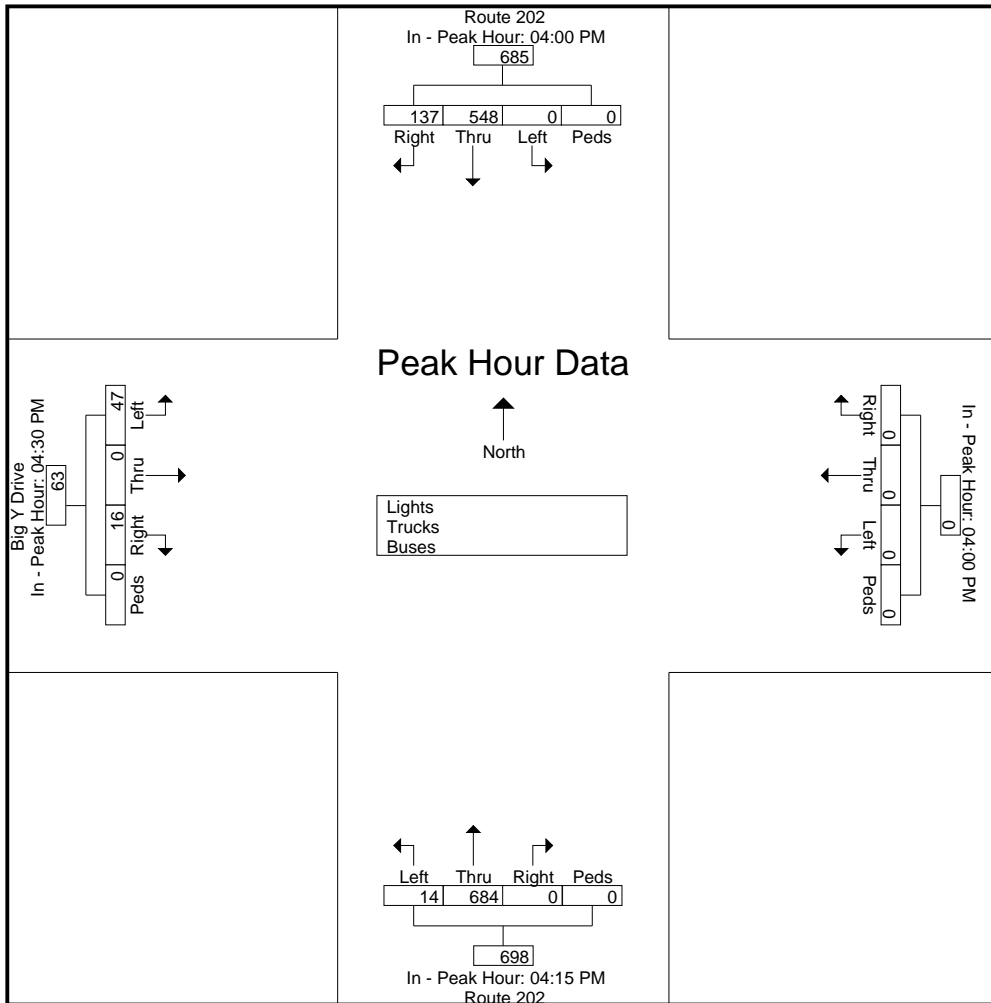 Route 202
In - Peak Hour: 04:00 PM
685
137 548 0 0
Right Thru Left Peds
Peak Hour Data
North
Lights
Trucks
Buses
Big Y Drive
In - Peak Hour: 04:30 PM
63
47 0 16 0
Left Thru Right Peds
Right Thru Left Peds
0 0 0 0
0
In - Peak Hour: 04:00 PM
Left Thru Right Peds
14 684 0 0
698
In - Peak Hour: 04:15 PM
Route 202